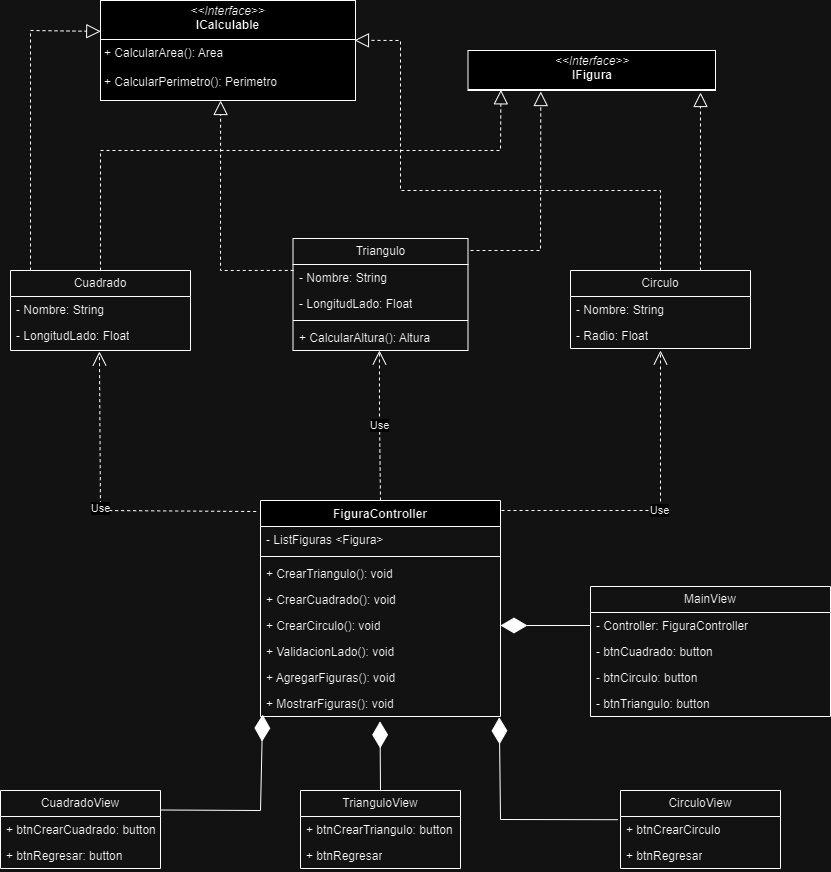 <<Interface>>
ICalculable
+ CalcularArea(): Area
+ CalcularPerimetro(): Perimetro
<<Interface>>
IFigura
Triangulo
- Nombre: String
- LongitudLado: Float
+ CalcularAltura(): Altura
Cuadrado
- Nombre: String
- LongitudLado: Float
Circulo
- Nombre: String
- Radio: Float
Use
Use
Use
FiguraController
- ListFiguras <Figura>
+ CrearTriangulo(): void
+ CrearCuadrado(): void
+ CrearCirculo(): void
+ ValidacionLado(): void
+ AgregarFiguras(): void
+ MostrarFiguras(): void
MainView
- Controller: FiguraController
- btnCuadrado: button
- btnCirculo: button
- btnTriangulo: button
CuadradoView
+ btnCrearCuadrado: button
+ btnRegresar: button
TrianguloView
+ btnCrearTriangulo: button
+ btnRegresar
CirculoView
+ btnCrearCirculo
+ btnRegresar